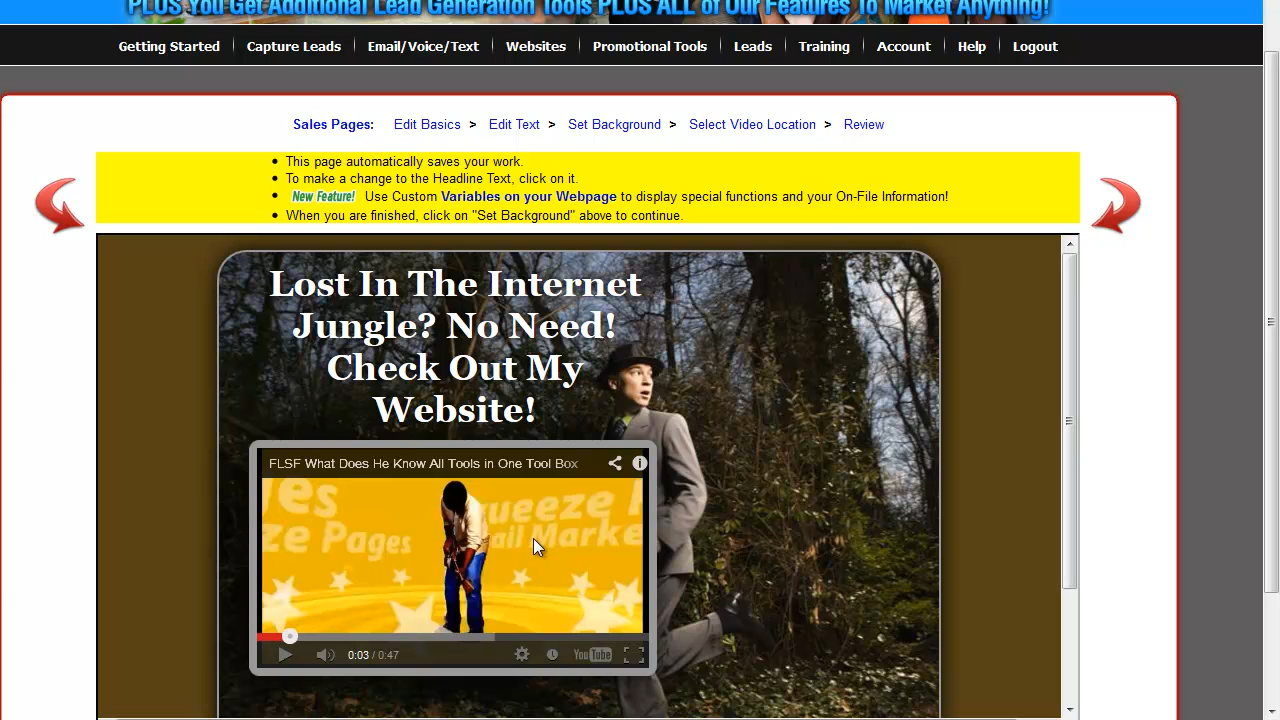 PLUS You Get Additional Lead Generation Tools PLUS ALL of Our Features To Market Anything!
Getting Started Capture Leads Email/Voice/Text Websites Promotional Tools Leads Training Account Help Logout
Sales Pages: Edit Basics > Edit Text > Set Background > Select Video Location > Review
This page automatically saves your work.
To make a change to the Headline Text, click on it.
New Feature! Use Custom Variables on your Webpage to display special functions and your On-File Information!
When you are finished, click on "Set Background" above to continue.
Lost In The Internet
Jungle? No Need!
Check Out My
Website!
FLSF What Does He Know All Tools in One Tool Box
ze Pages
0:03 / 0:47
YouTube